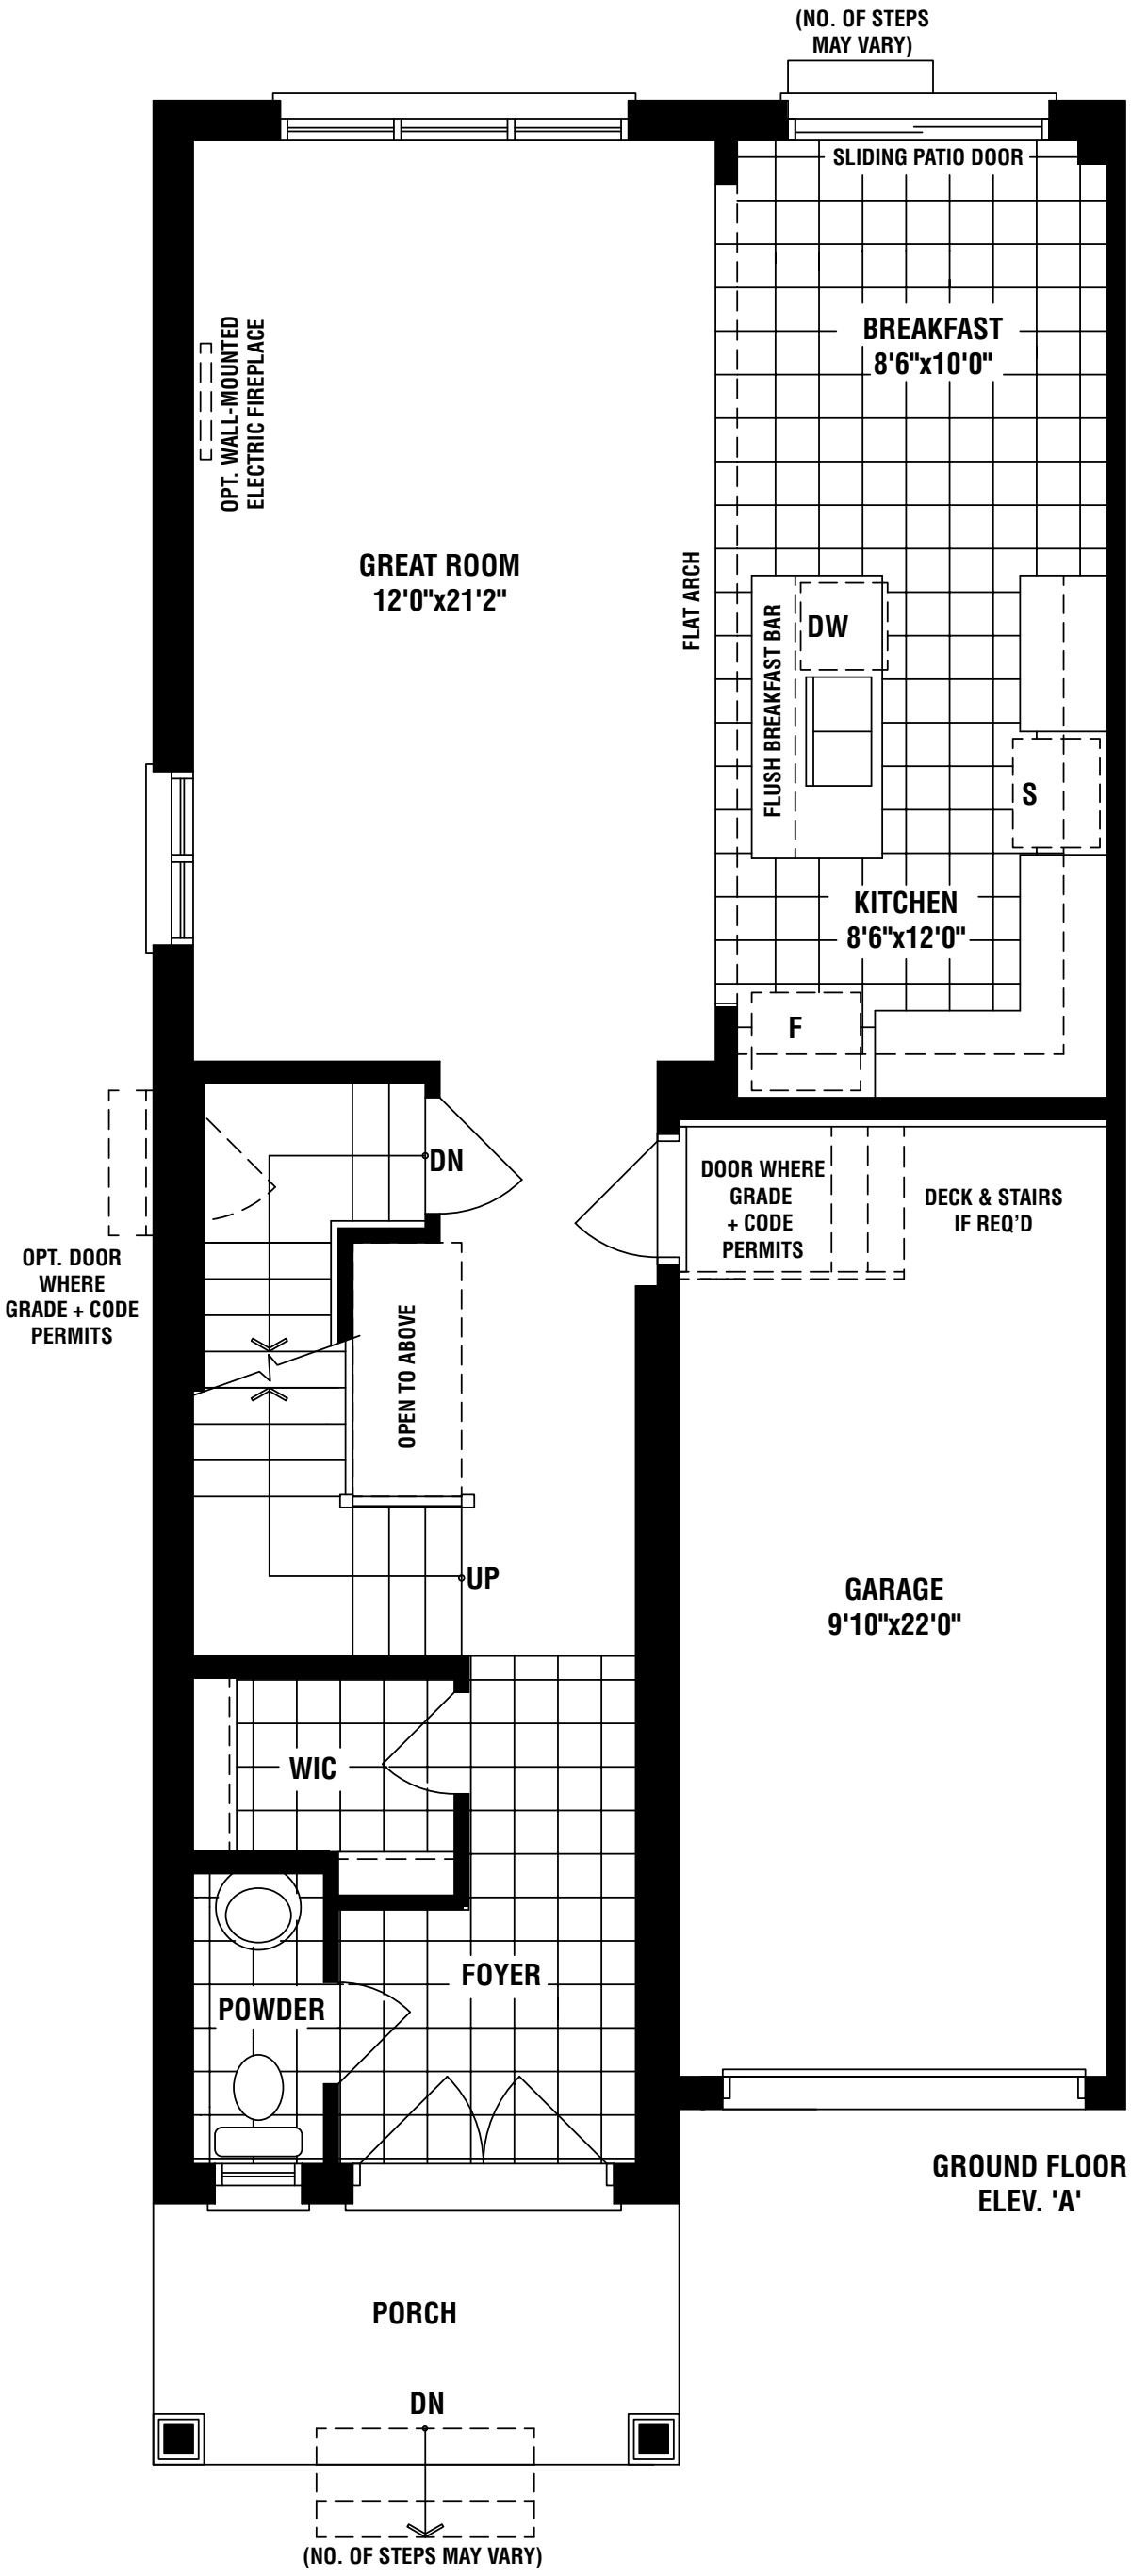 (NO. OF STEPS
MAY VARY)
SLIDING PATIO DOOR
BREAKFAST
8'6"x10'0"
OPT. WALL-MOUNTED
ELECTRIC FIREPLACE
GREAT ROOM
12'0"x21'2"
FLAT ARCH
FLUSH BREAKFAST BAR
DW
S
KITCHEN
8'6"x12'0"
F
DN
DOOR WHERE
GRADE
+ CODE
PERMITS
DECK & STAIRS
IF REQ'D
OPT. DOOR
WHERE
GRADE + CODE
PERMITS
OPEN TO ABOVE
UP
GARAGE
9'10"x22'0"
WIC
FOYER
POWDER
GROUND FLOOR
ELEV. 'A'
PORCH
DN
(NO. OF STEPS MAY VARY)